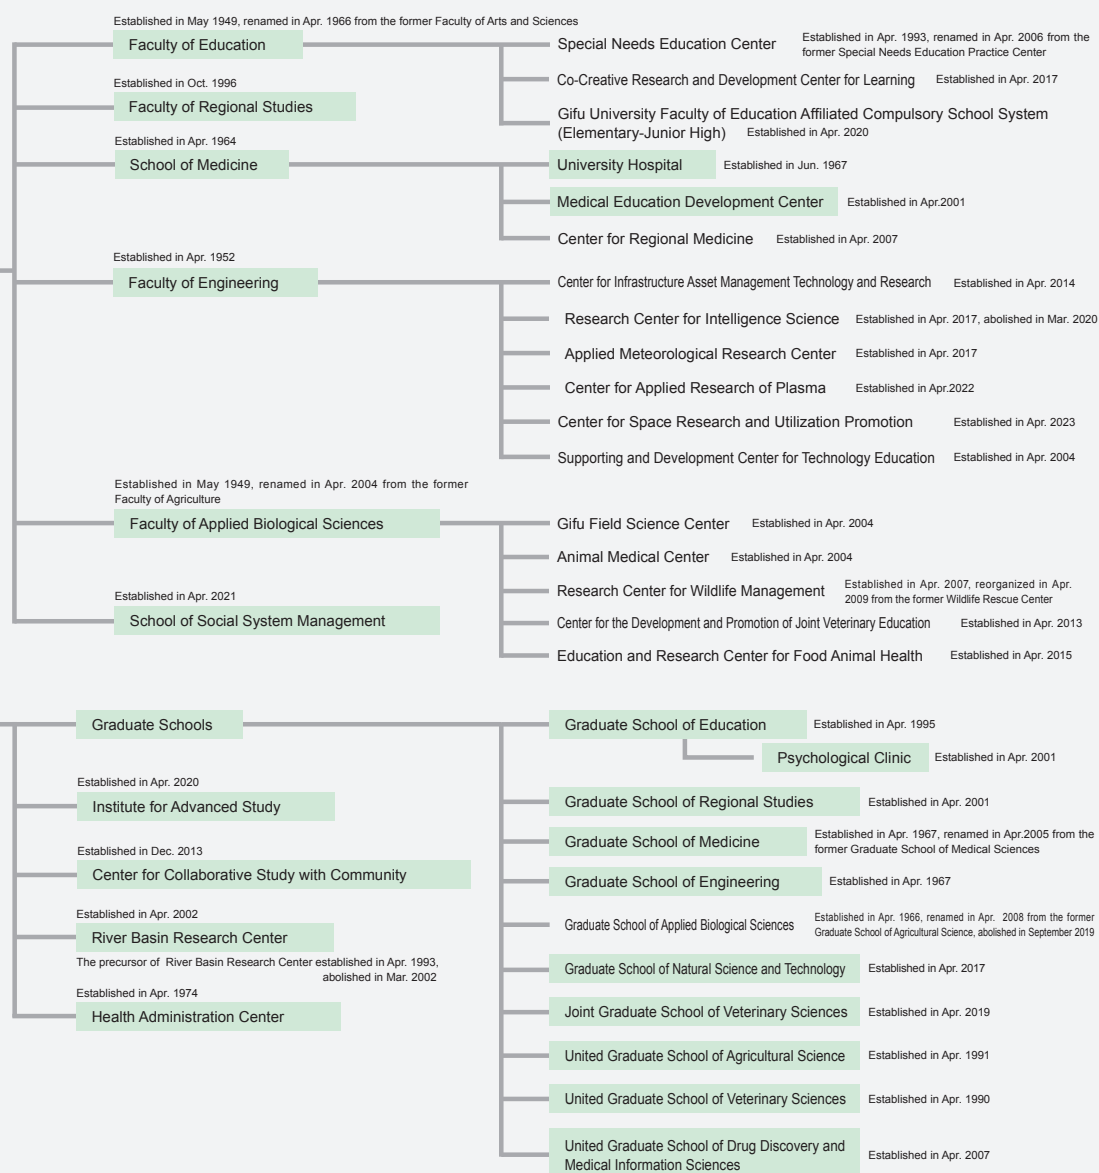 Established in May 1949, renamed in Apr. 1966 from the former Faculty of Arts and Sciences
Faculty of Education
Special Needs Education Center
Established in Apr. 1993, renamed in Apr. 2006 from the
former Special Needs Education Practice Center
Co-Creative Research and Development Center for Learning
Established in Apr. 2017
Gifu University Faculty of Education Affiliated Compulsory School System
(Elementary-Junior High)
Established in Apr. 2020
Established in Oct. 1996
Faculty of Regional Studies
Established in Apr. 1964
School of Medicine
University Hospital
Established in Jun. 1967
Medical Education Development Center
Established in Apr.2001
Center for Regional Medicine
Established in Apr. 2007
Established in Apr. 1952
Faculty of Engineering
Center for Infrastructure Asset Management Technology and Research
Established in Apr. 2014
Research Center for Intelligence Science
Established in Apr. 2017, abolished in Mar. 2020
Applied Meteorological Research Center
Established in Apr. 2017
Center for Applied Research of Plasma
Established in Apr.2022
Center for Space Research and Utilization Promotion
Established in Apr. 2023
Supporting and Development Center for Technology Education
Established in Apr. 2004
Established in May 1949, renamed in Apr. 2004 from the former
Faculty of Agriculture
Faculty of Applied Biological Sciences
Gifu Field Science Center
Established in Apr. 2004
Animal Medical Center
Established in Apr. 2004
Research Center for Wildlife Management
Established in Apr. 2007, reorganized in Apr.
2009 from the former Wildlife Rescue Center
Center for the Development and Promotion of Joint Veterinary Education
Established in Apr. 2013
Education and Research Center for Food Animal Health
Established in Apr. 2015
Established in Apr. 2021
School of Social System Management
Graduate Schools
Graduate School of Education
Established in Apr. 1995
Psychological Clinic
Established in Apr. 2001
Graduate School of Regional Studies
Established in Apr. 2001
Graduate School of Medicine
Established in Apr. 1967, renamed in Apr.2005 from the
former Graduate School of Medical Sciences
Graduate School of Engineering
Established in Apr. 1967
Graduate School of Applied Biological Sciences
Established in Apr. 1966, renamed in Apr. 2008 from the former
Graduate School of Agricultural Science, abolished in September 2019
Graduate School of Natural Science and Technology
Established in Apr. 2017
Joint Graduate School of Veterinary Sciences
Established in Apr. 2019
United Graduate School of Agricultural Science
Established in Apr. 1991
United Graduate School of Veterinary Sciences
Established in Apr. 1990
United Graduate School of Drug Discovery and
Medical Information Sciences
Established in Apr. 2007
Established in Apr. 2020
Institute for Advanced Study
Established in Dec. 2013
Center for Collaborative Study with Community
Established in Apr. 2002
River Basin Research Center
The precursor of River Basin Research Center established in Apr. 1993,
abolished in Mar. 2002
Established in Apr. 1974
Health Administration Center